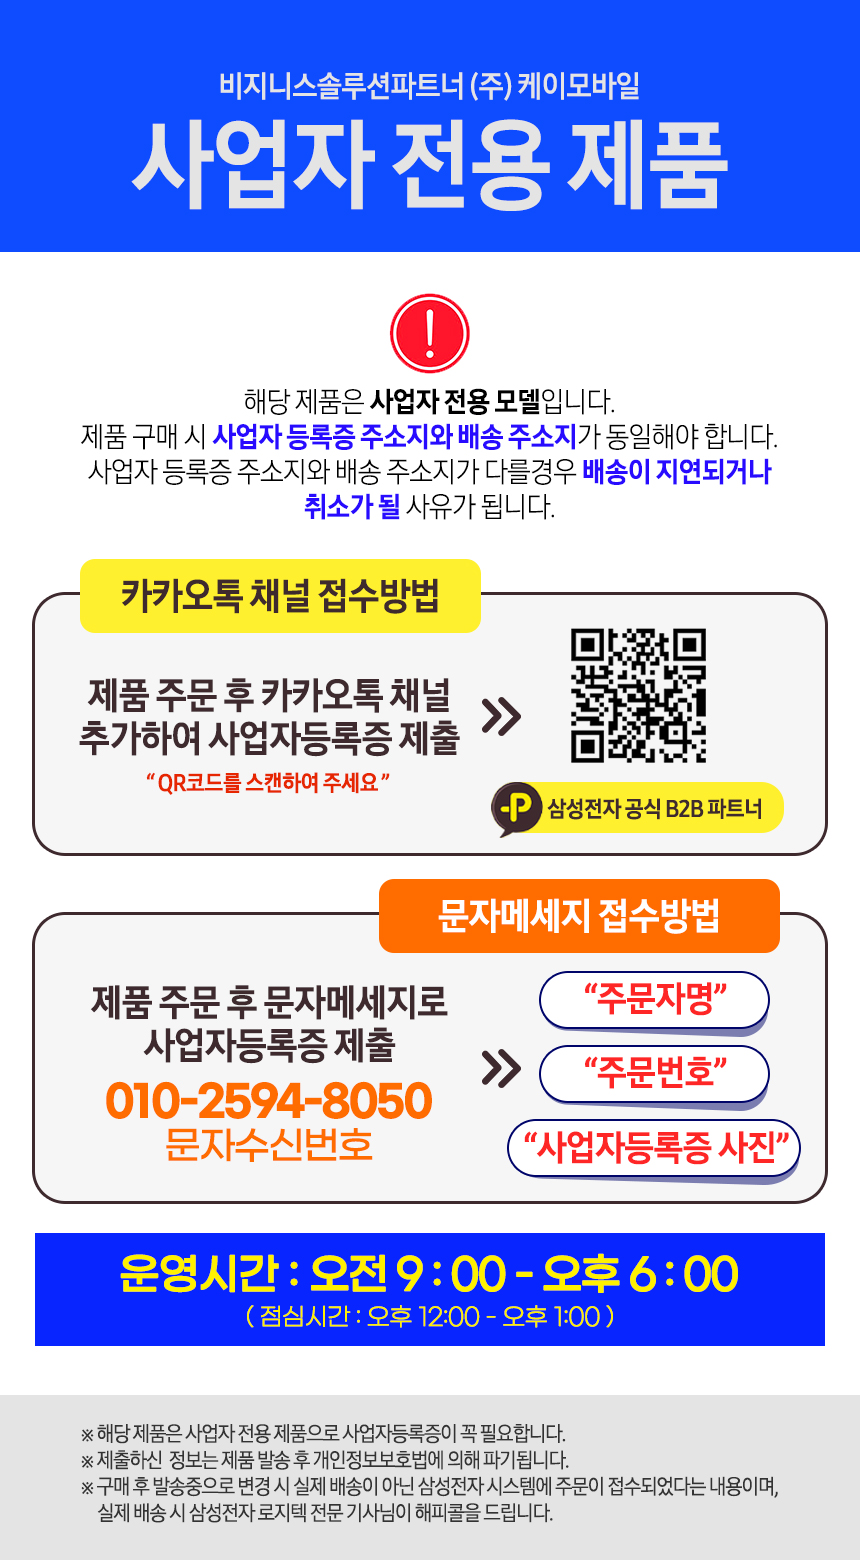 비지니스솔루션파트너 (주) 케이모바일
사업자 전용 제품
해당 제품은 사업자 전용 모델입니다.
제품 구매 시 사업자 등록증 주소지와 배송 주소지가 동일해야 합니다.
사업자 등록증 주소지와 배송 주소지가 다를경우 배송이 지연되거나
취소가 될 사유가 됩니다.
카카오톡 채널 접수방법
제품 주문 후 카카오톡 채널
추가하여 사업자등록증 제출
“QR코드를 스캔하여 주세요”
P 삼성전자 공식 B2B 파트너
문자메세지 접수방법
제품 주문 후 문자메세지로
사업자등록증 제출
010-2594-8050
문자수신번호
“주문자명”
“주문번호”
“사업자등록증 사진”
운영시간 : 오전 9 : 00 - 오후 6 : 00
( 점심시간 : 오후 12:00 - 오후 1:00 )
※ 해당 제품은 사업자 전용 제품으로 사업자등록증이 꼭 필요합니다.
※ 제출하신 정보는 제품 발송 후 개인정보보호법에 의해 파기됩니다.
※ 구매 후 발송중으로 변경 시 실제 배송이 아닌 삼성전자 시스템에 주문이 접수되었다는 내용이며,
실제 배송 시 삼성전자 로지텍 전문 기사님이 해피콜을 드립니다.